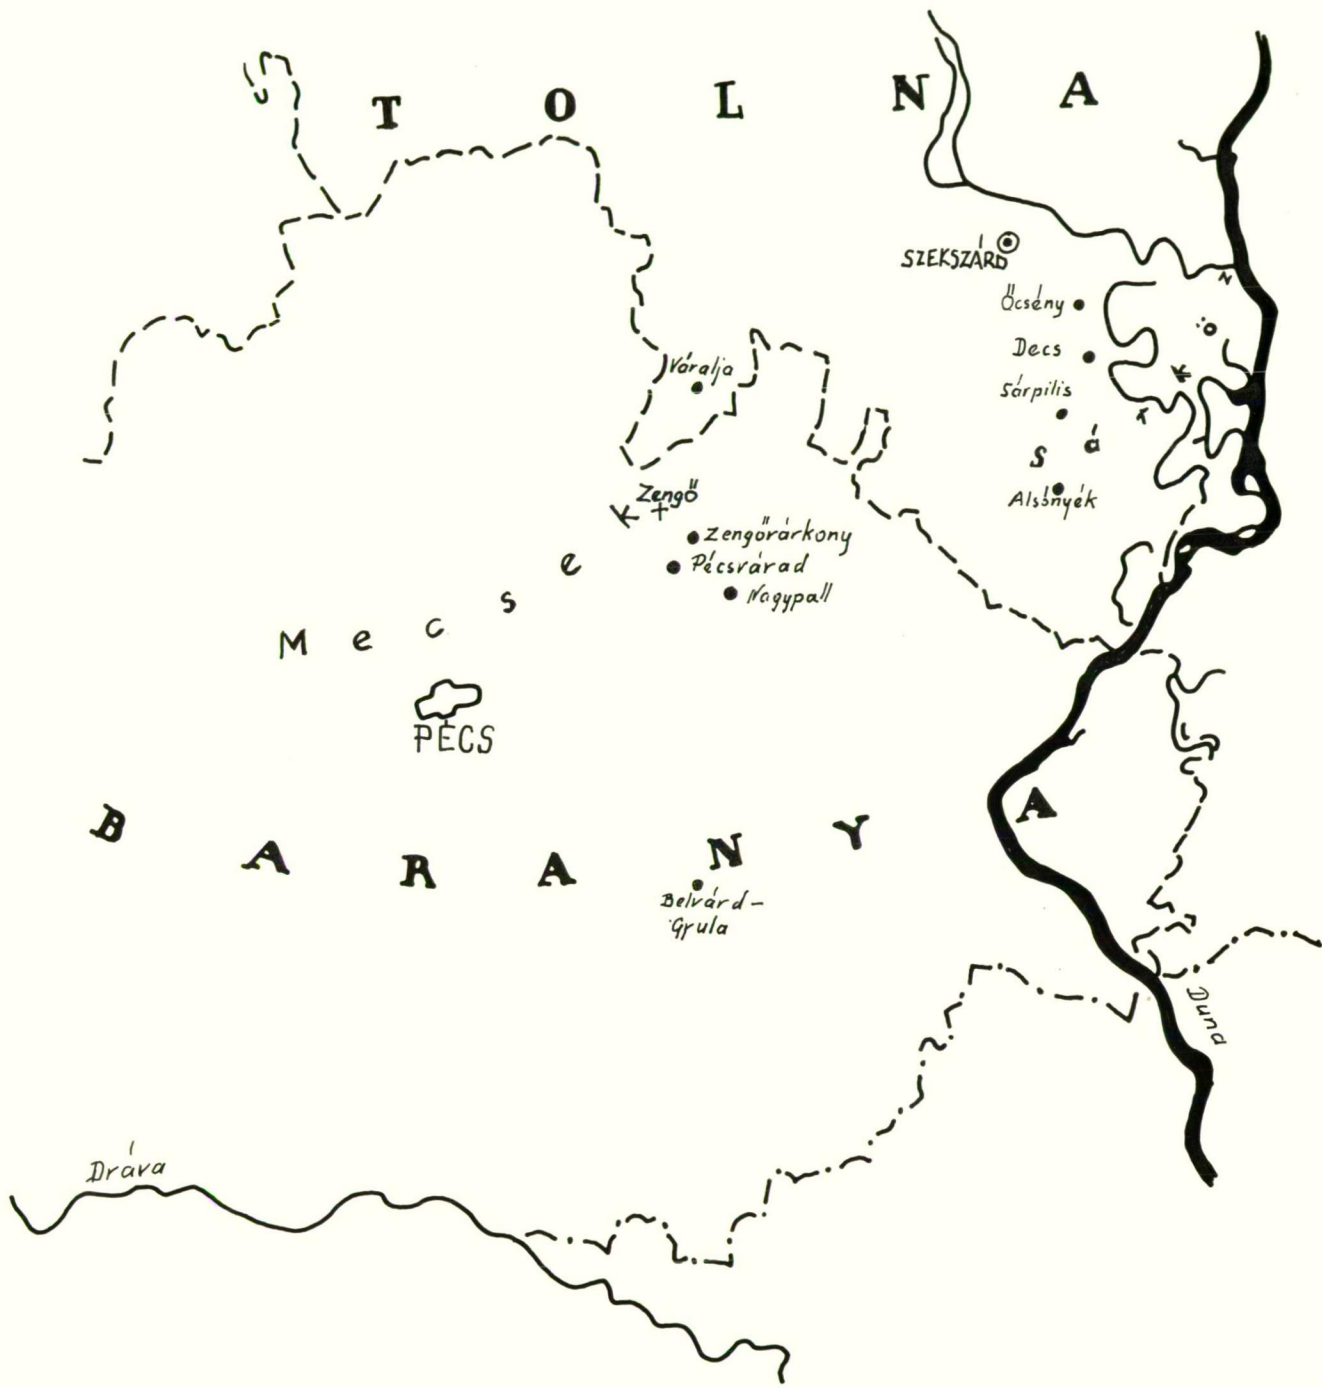 T O L N A
SZEKSZÁRD
Őcsény
Decs
Sárpilis
S á r k ö z
Alsónyék
Váralja
Zengő
Zengővárkony
Pécsvárad
Nagypall
M e c s e K
PÉCS
B A R A N Y A
Belvárd-
Gyula
Duna
Dráva